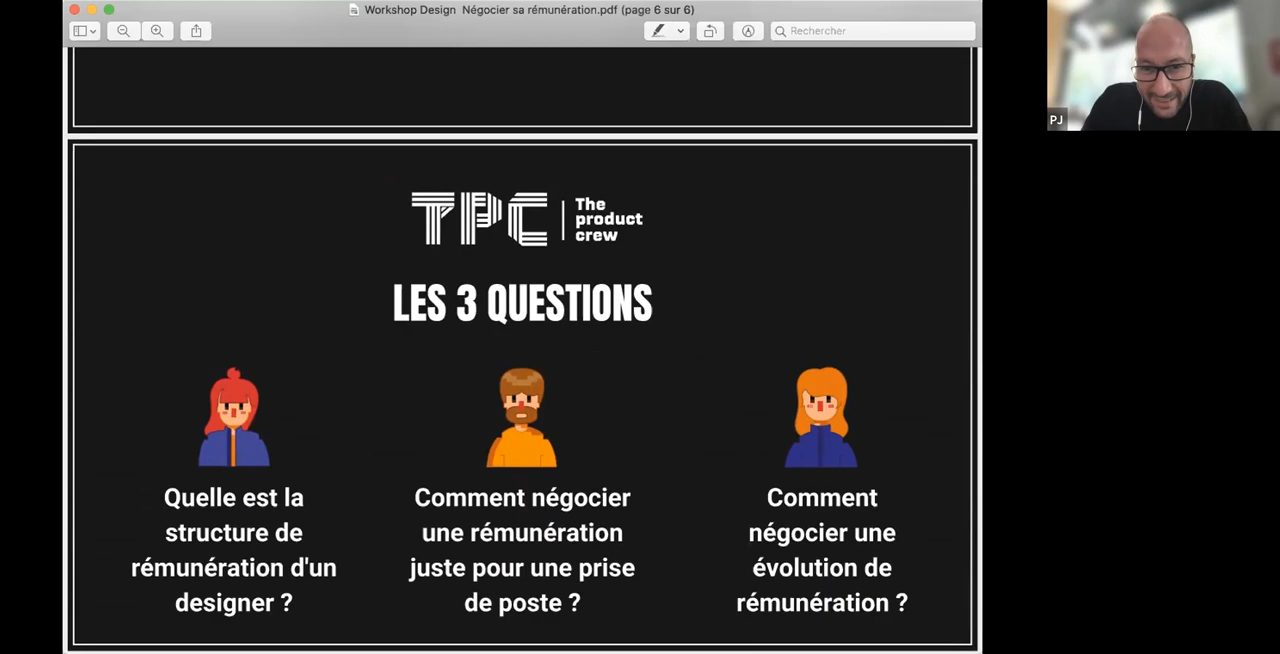 Workshop Design Négocier sa rémunération.pdf (page 6 sur 6)
Rechercher
PJ
TPC
The
product
crew
LES 3 QUESTIONS
Quelle est la
structure de
rémunération d'un
designer ?
Comment négocier
une rémunération
juste pour une prise
de poste ?
Comment
négocier une
évolution de
rémunération ?